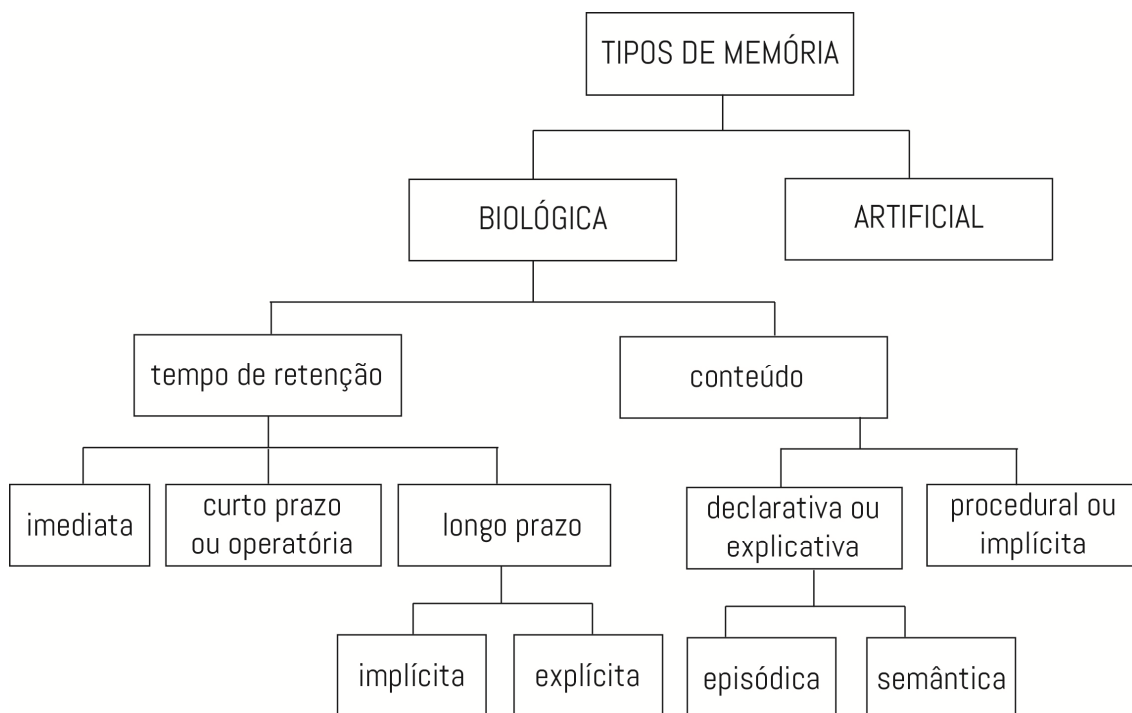 TIPOS DE MEMÓRIA
BIOLÓGICA
ARTIFICIAL
tempo de retenção
conteúdo
imediata
curto prazo
ou operatória
longo prazo
declarativa ou
explicativa
procedural ou
implícita
implícita
explícita
episódica
semântica